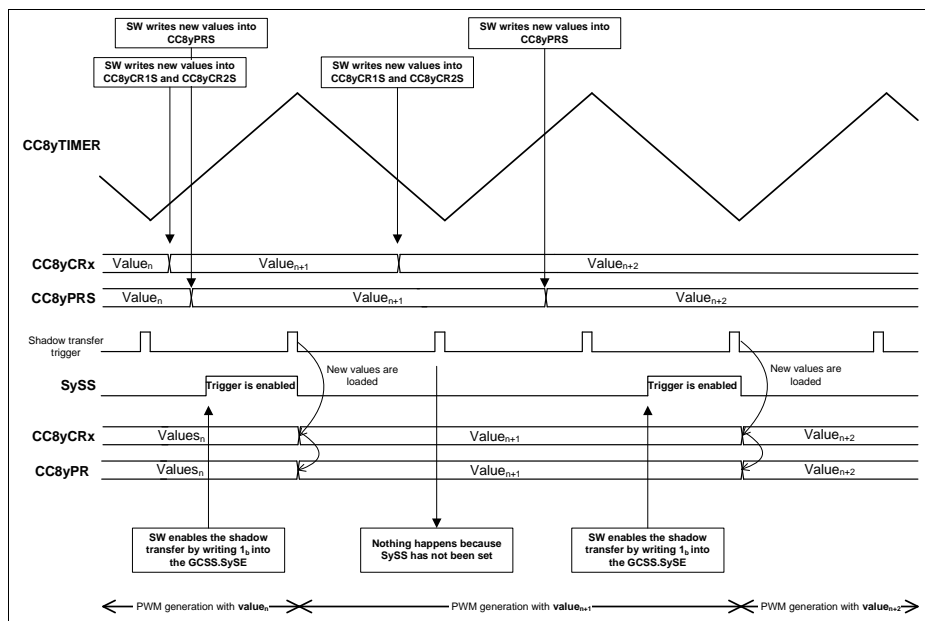 SW writes new values into
CC8yPRS
SW writes new values into
CC8yPRS
SW writes new values into
CC8yCR1S and CC8yCR2S
SW writes new values into
CC8yCR1S and CC8yCR2S
CC8yTIMER
CC8yCRx Valueₙ Valueₙ₊₁ Valueₙ₊₂
CC8yPRS Valueₙ Valueₙ₊₁ Valueₙ₊₂
Shadow transfer
trigger
New values are
loaded
New values are
loaded
SySS Trigger is enabled Trigger is enabled
CC8yCRx Valuesₙ Valueₙ₊₁ Valueₙ₊₂
CC8yPR Valuesₙ Valueₙ₊₁ Valueₙ₊₂
SW enables the shadow
transfer by writing 1b into
the GCSS.SySE
Nothing happens because
SySS has not been set
SW enables the shadow
transfer by writing 1b into
the GCSS.SySE
PWM generation with valueₙ PWM generation with valueₙ₊₁ PWM generation with valueₙ₊₂